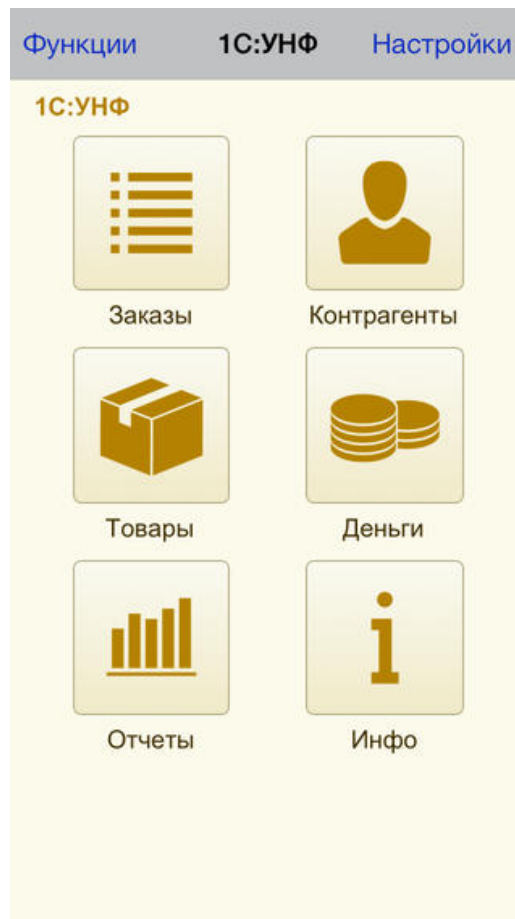 Функции 1С:УНФ Настройки
1С:УНФ
Заказы Контрагенты
Товары Деньги
Отчеты Инфо